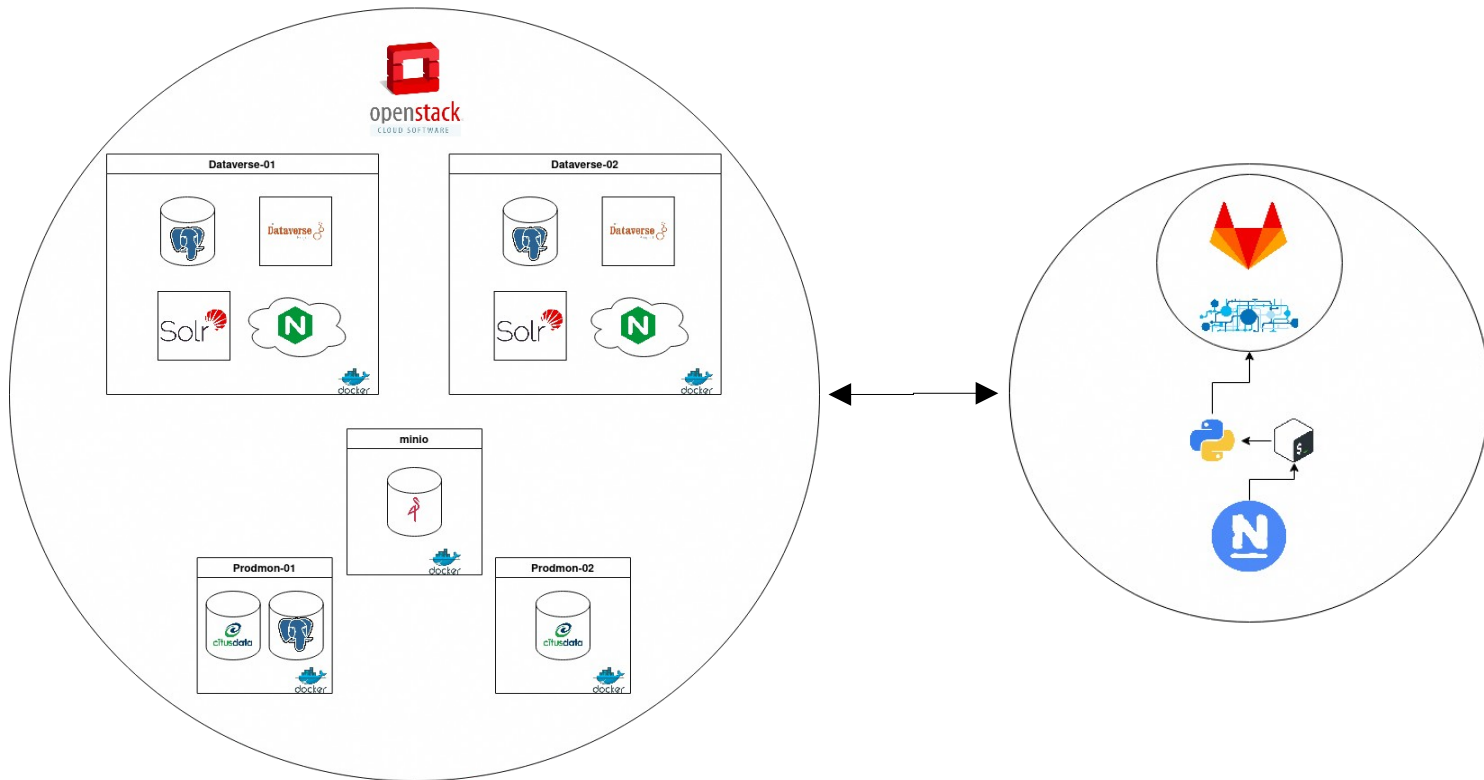 openstack
CLOUD SOFTWARE
Dataverse-01
Dataverse-02
Dataverse
Dataverse
Solr
N
Solr
N
docker
docker
minio
docker
Prodmon-01
Prodmon-02
citusdata
citusdata
docker
docker
$_
N